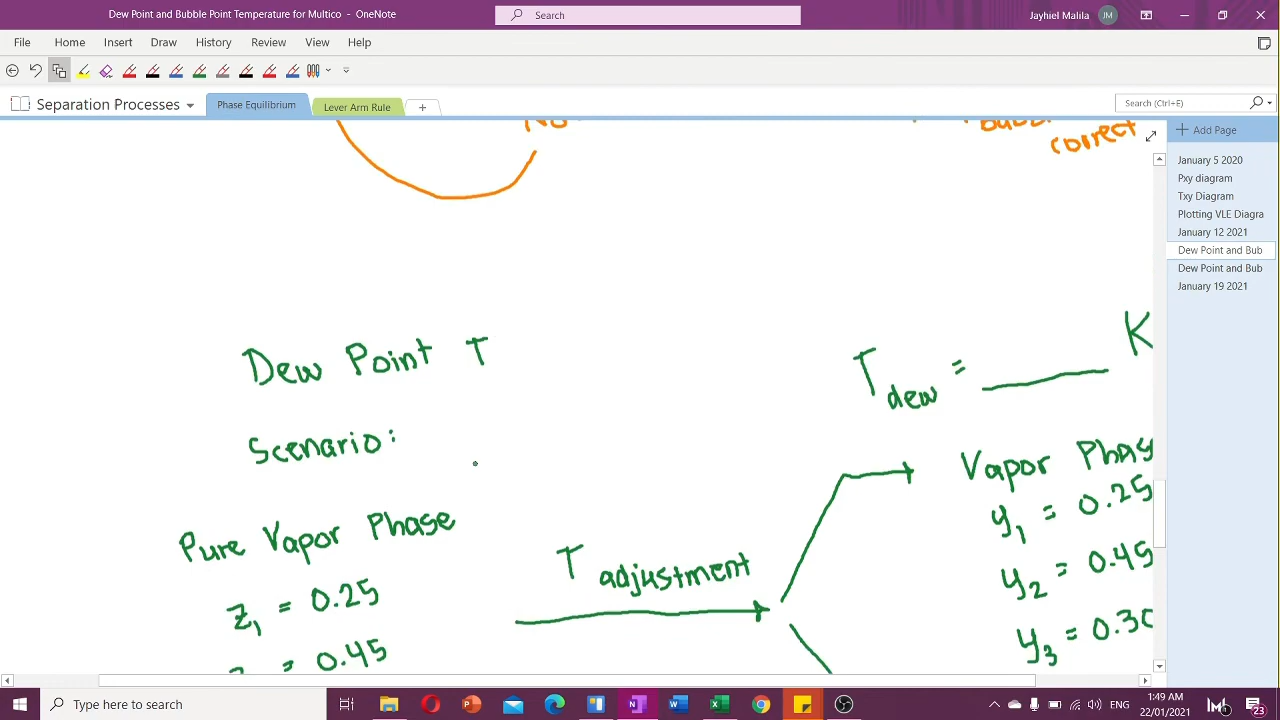 Dew Point and Bubble Point Temperature for Multico - OneNote
Search
Jayhiel Malila
JM
File Home Insert Draw History Review View Help
Separation Processes
Phase Equilibrium
Lever Arm Rule
+
Search (Ctrl+E)
+ Add Page
January 5 2020
Pxy diagram
Txy Diagram
Plotting VLE Diagra
January 12 2021
Dew Point and Bub
Dew Point and Bub
January 19 2021
No
bubb
correct
Dew Point T
Scenario:
Pure Vapor Phase
z₁ = 0.25
= 0.45
T adjustment
T dew = K
Vapor Phas
y₁ = 0.25
y₂ = 0.45
y₃ = 0.30
Type here to search
ENG
1:49 AM
22/01/2021
23